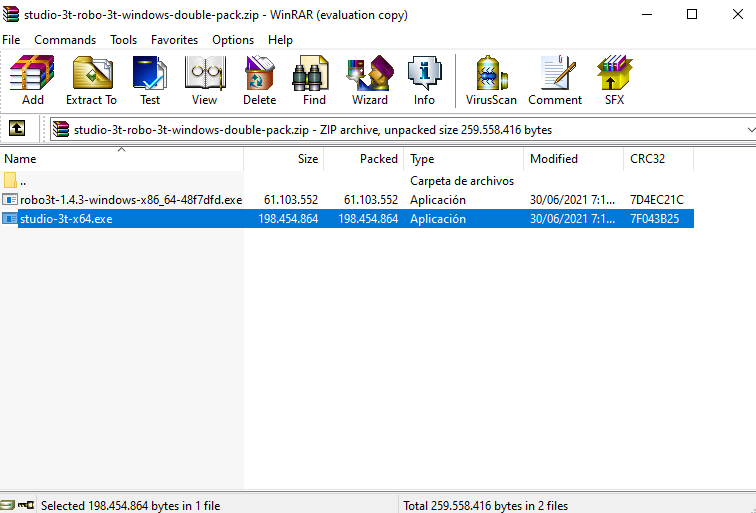 studio-3t-robo-3t-windows-double-pack.zip - WinRAR (evaluation copy)
File Commands Tools Favorites Options Help
Add Extract To Test View Delete Find Wizard Info VirusScan Comment SFX
studio-3t-robo-3t-windows-double-pack.zip - ZIP archive, unpacked size 259.558.416 bytes
Name Size Packed Type Modified CRC32
.. Carpeta de archivos
robo3t-1.4.3-windows-x86_64-48f7dfd.exe 61.103.552 61.103.552 Aplicación 30/06/2021 7:1... 7D4EC21C
studio-3t-x64.exe 198.454.864 198.454.864 Aplicación 30/06/2021 7:1... 7F043B25
Selected 198.454.864 bytes in 1 file Total 259.558.416 bytes in 2 files